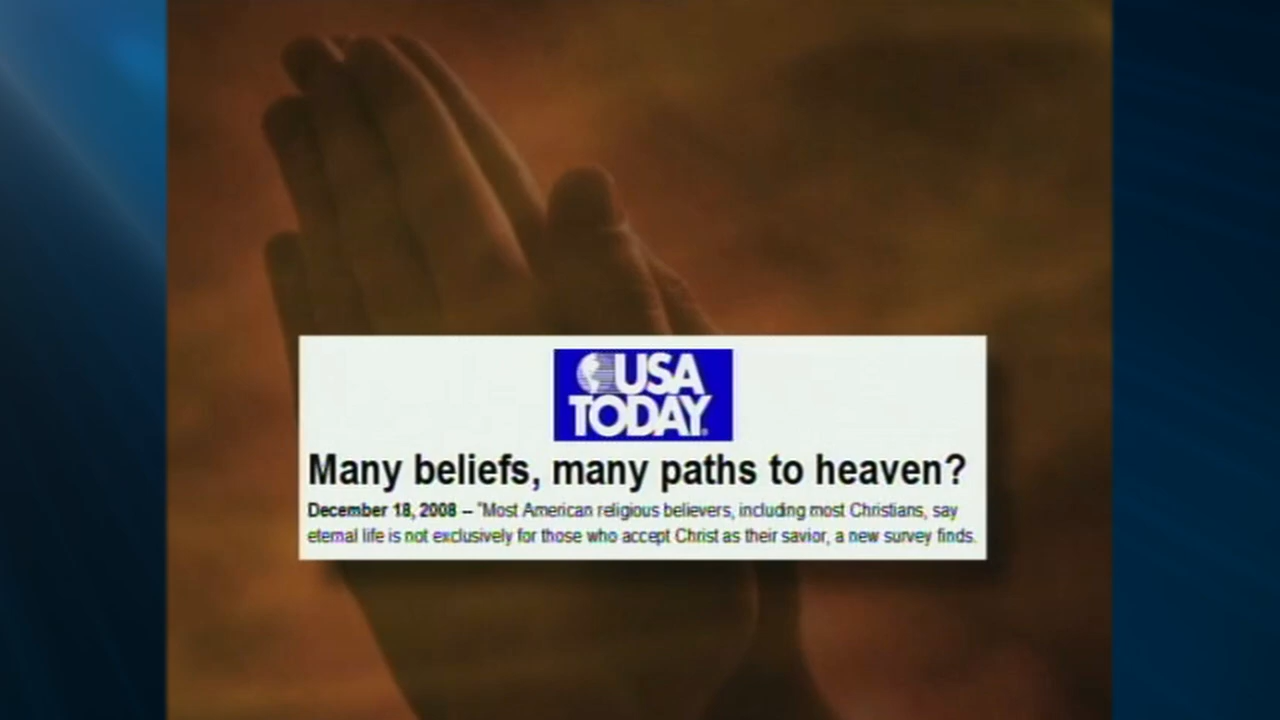 USA
TODAY
Many beliefs, many paths to heaven?
December 18, 2008 -- "Most American religious believers, including most Christians, say
eternal life is not exclusively for those who accept Christ as their savior, a new survey finds.